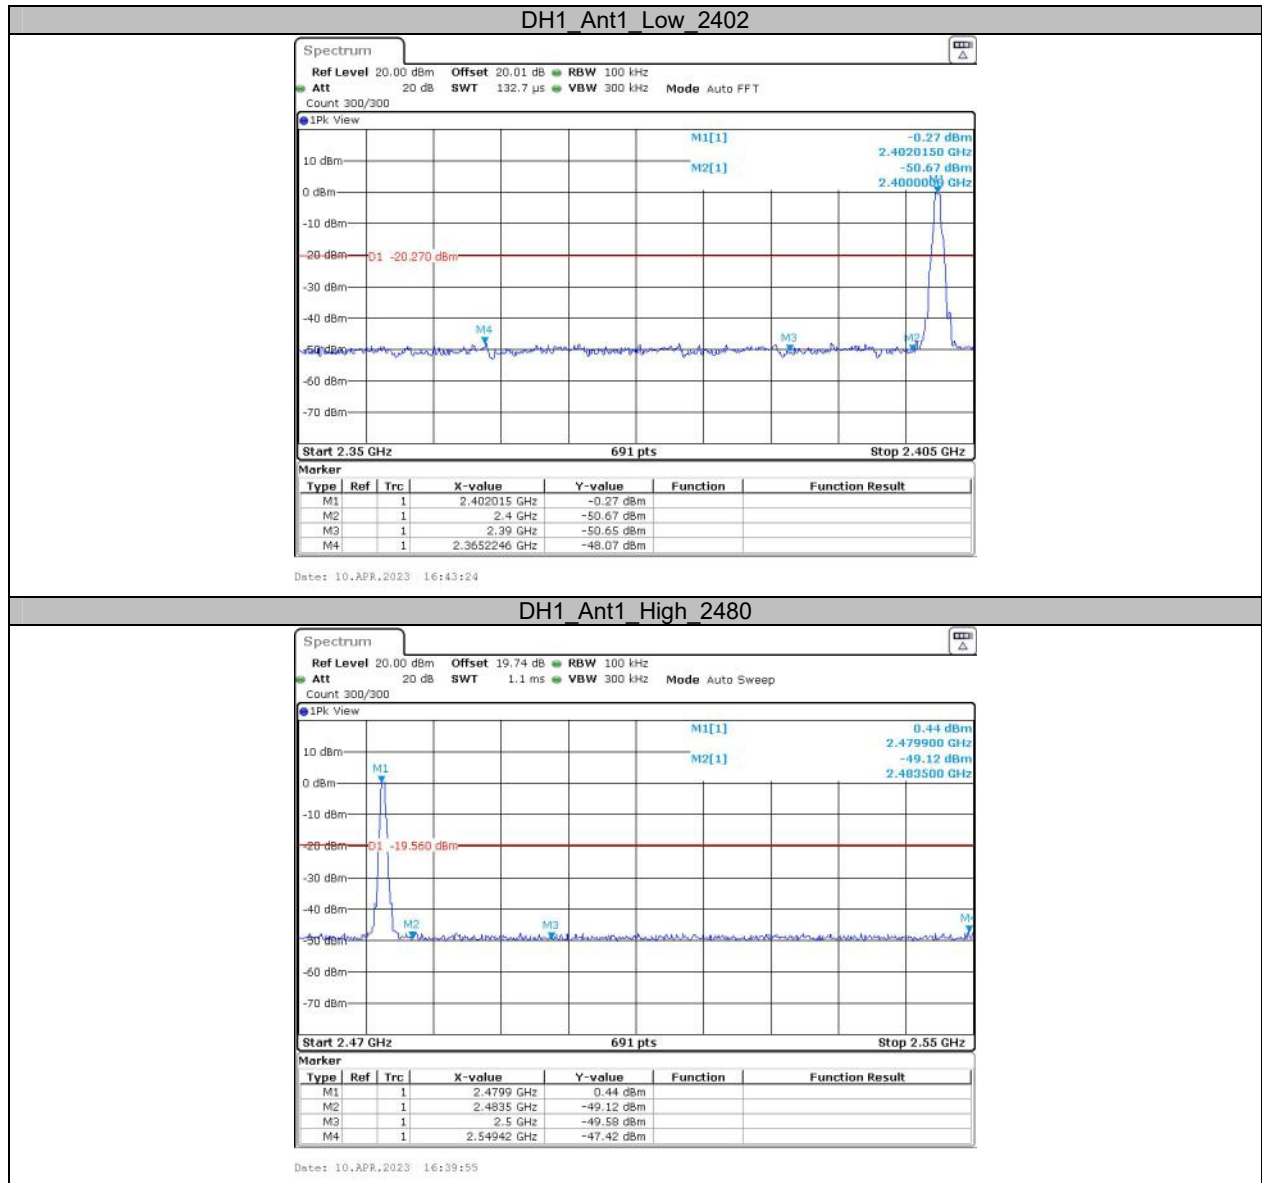 DH1_Ant1_Low_2402
Spectrum
Ref Level 20.00 dBm Offset 20.01 dB RBW 100 kHz
Att 20 dB SWT 132.7 µs VBW 300 kHz Mode Auto FFT
Count 300/300
1Pk View
M1[1] -0.27 dBm
2.4020150 GHz
10 dBm
M2[1] -50.67 dBm
2.4000000 GHz
M1
0 dBm
-10 dBm
-20 dBm
D1 -20.270 dBm
-30 dBm
-40 dBm
M4
M3
M2
-50 dBm
-60 dBm
-70 dBm
Start 2.35 GHz 691 pts Stop 2.405 GHz
Marker
Type Ref Trc X-value Y-value Function Function Result
M1 1 2.402015 GHz -0.27 dBm
M2 1 2.4 GHz -50.67 dBm
M3 1 2.39 GHz -50.65 dBm
M4 1 2.3652246 GHz -48.07 dBm
Date: 10.APR.2023 16:43:24
DH1_Ant1_High_2480
Spectrum
Ref Level 20.00 dBm Offset 19.74 dB RBW 100 kHz
Att 20 dB SWT 1.1 ms VBW 300 kHz Mode Auto Sweep
Count 300/300
1Pk View
M1[1] 0.44 dBm
2.479900 GHz
10 dBm
M2[1] -49.12 dBm
2.483500 GHz
M1
0 dBm
-10 dBm
-20 dBm
D1 -19.560 dBm
-30 dBm
-40 dBm
M2
M3
M4
-50 dBm
-60 dBm
-70 dBm
Start 2.47 GHz 691 pts Stop 2.55 GHz
Marker
Type Ref Trc X-value Y-value Function Function Result
M1 1 2.4799 GHz 0.44 dBm
M2 1 2.4835 GHz -49.12 dBm
M3 1 2.5 GHz -49.58 dBm
M4 1 2.54942 GHz -47.42 dBm
Date: 10.APR.2023 16:39:55